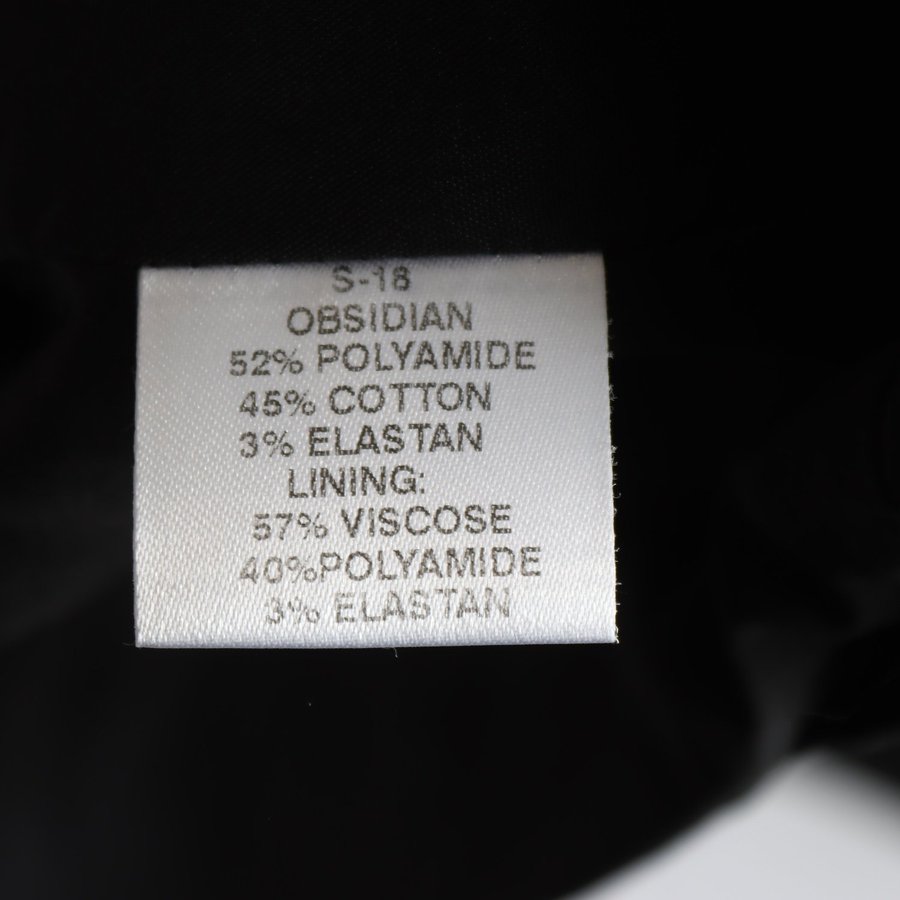 S-18
OBSIDIAN
52% POLYAMIDE
45% COTTON
3% ELASTAN
LINING:
57% VISCOSE
40%POLYAMIDE
3% ELASTAN